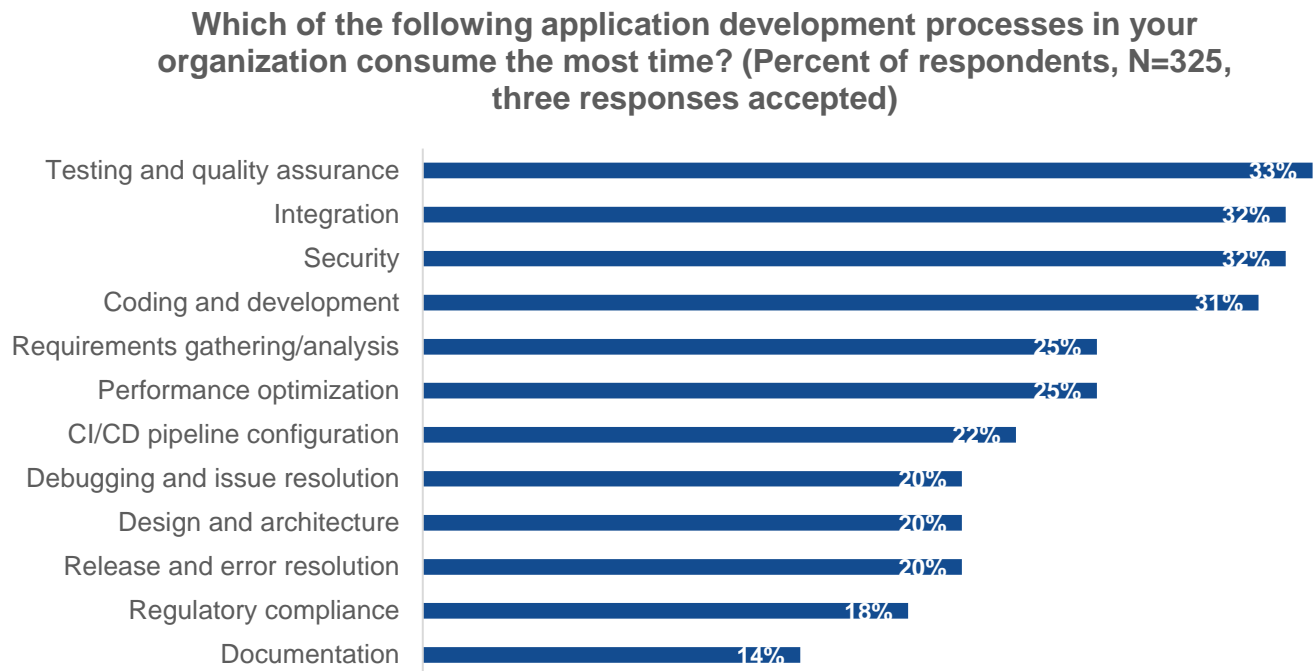 Which of the following application development processes in your
organization consume the most time? (Percent of respondents, N=325,
three responses accepted)
Testing and quality assurance 33%
Integration 32%
Security 32%
Coding and development 31%
Requirements gathering/analysis 25%
Performance optimization 25%
CI/CD pipeline configuration 22%
Debugging and issue resolution 20%
Design and architecture 20%
Release and error resolution 20%
Regulatory compliance 18%
Documentation 14%